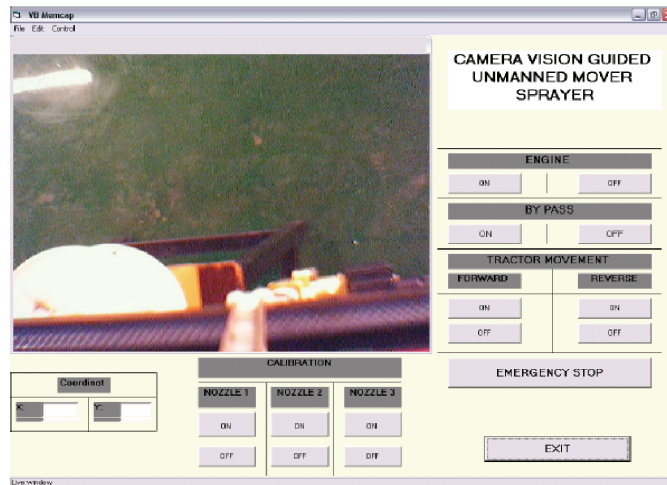 VB Memcap
File Edit Control
CAMERA VISION GUIDED
UNMANNED MOVER
SPRAYER
ENGINE
ON OFF
BY PASS
ON OFF
TRACTOR MOVEMENT
FORWARD REVERSE
ON ON
OFF OFF
EMERGENCY STOP
EXIT
CALIBRATION
NOZZLE 1 NOZZLE 2 NOZZLE 3
ON ON ON
OFF OFF OFF
Coordinat
X: Y:
Live window